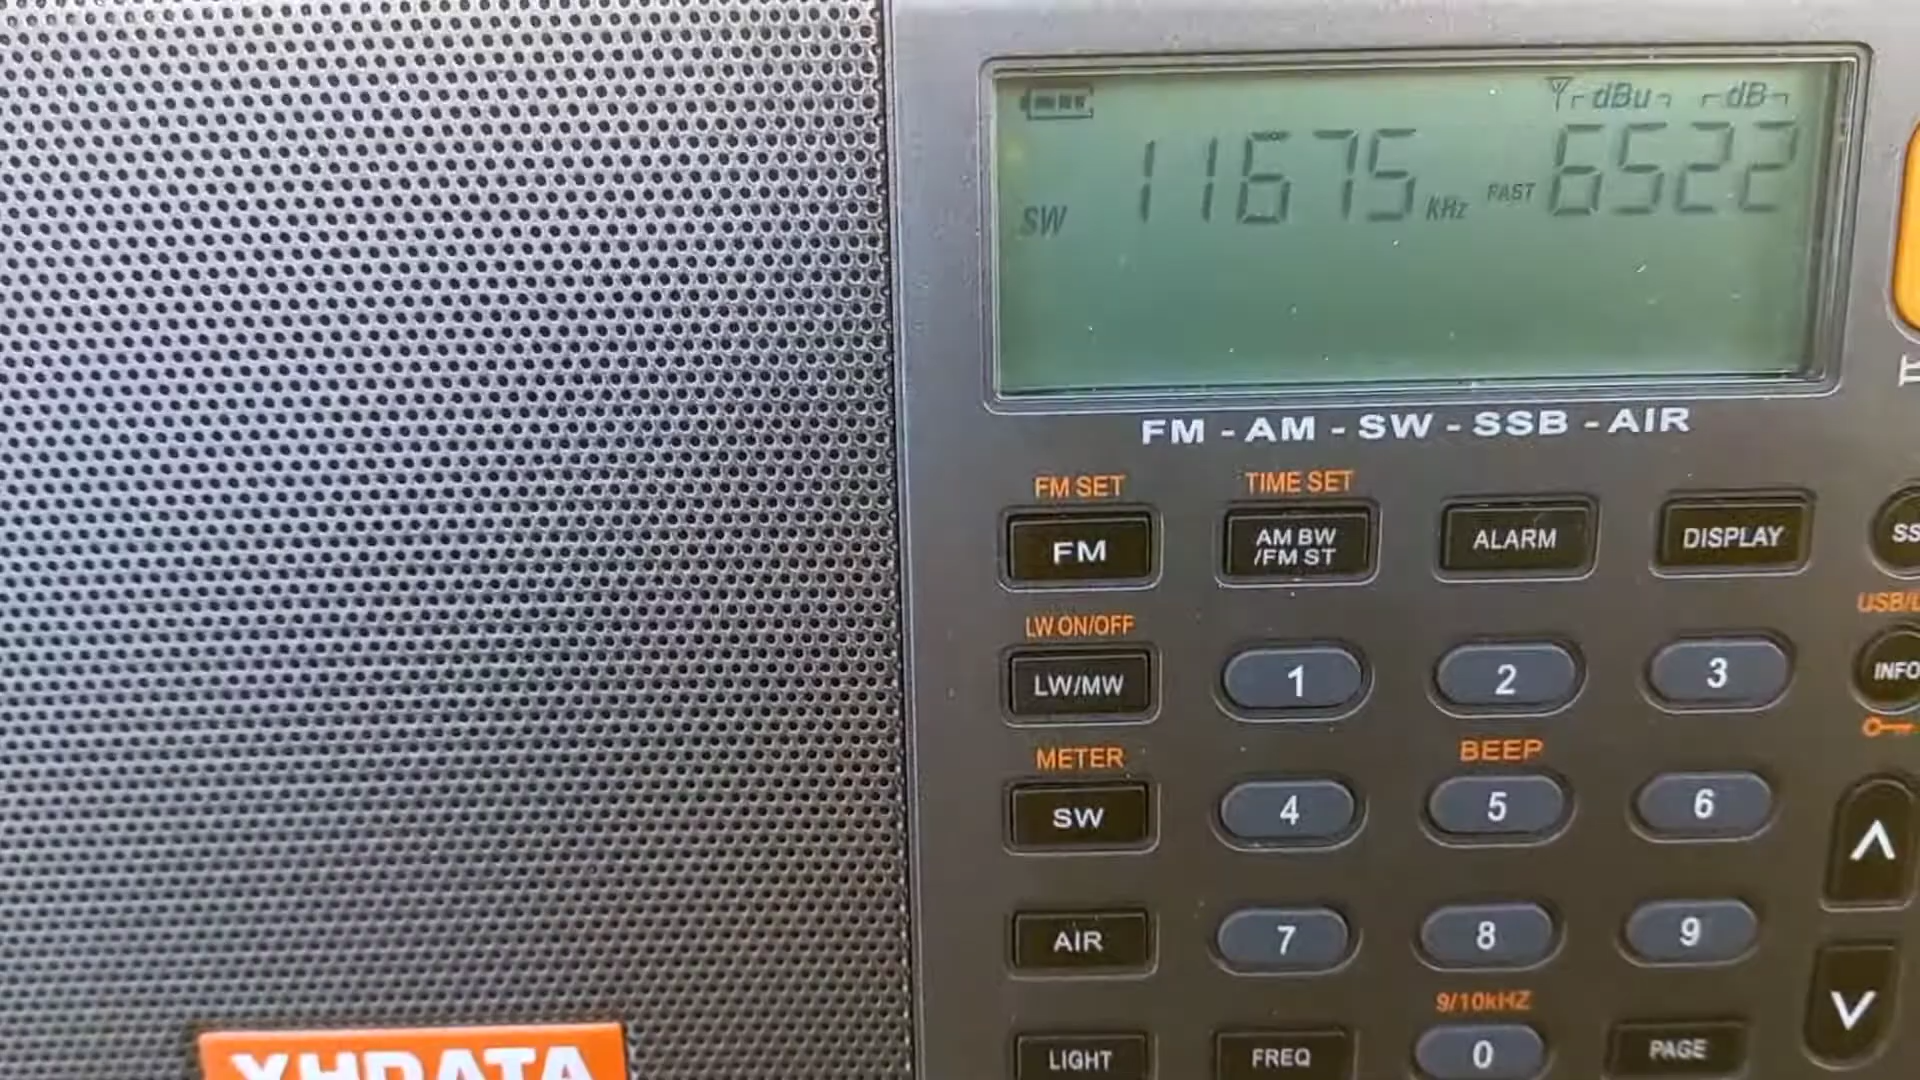 dBu dB
11675 KHz FAST 6522
SW
FM - AM - SW - SSB - AIR
FM SET TIME SET
FM AM BW /FM ST ALARM DISPLAY
LW ON/OFF
LW/MW 1 2 3 INFO
METER BEEP
SW 4 5 6
AIR 7 8 9
9/10kHZ
LIGHT FREQ 0 PAGE
XHDATA